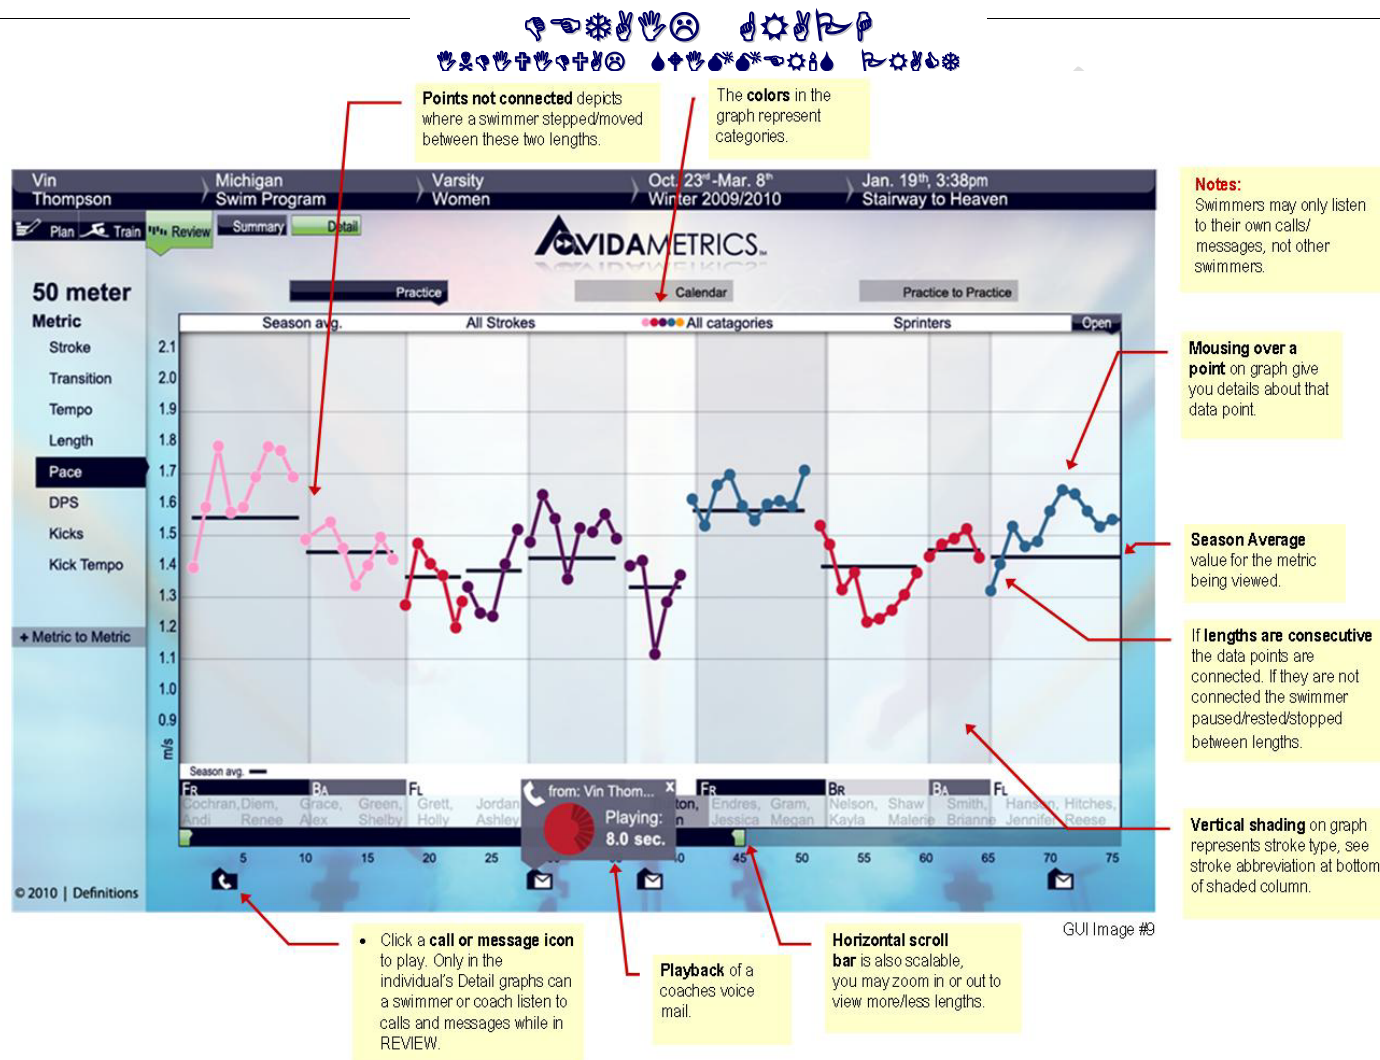 Points not connected depicts
where a swimmer stepped/moved
between these two lengths.
The colors in the
graph represent
categories.
Vin
Thompson
Michigan
Swim Program
Varsity
Women
Oct. 23rd-Mar. 8th
Winter 2009/2010
Jan. 19th, 3:38pm
Stairway to Heaven
Notes:
Swimmers may only listen
to their own calls/
messages, not other
swimmers.
Plan
Train
Review
Summary
Detail
AVIDAMETRICS
50 meter
Practice
Calendar
Practice to Practice
Metric
Season avg.
All Strokes
All catagories
Sprinters
Open
Stroke
Transition
Tempo
Length
Pace
DPS
Kicks
Kick Tempo
+ Metric to Metric
2.1
2.0
1.9
1.8
1.7
1.6
1.5
1.4
1.3
1.2
1.1
1.0
0.9
m/s
Mousing over a
point on graph give
you details about that
data point.
Season Average
value for the metric
being viewed.
If lengths are consecutive
the data points are
connected. If they are not
connected the swimmer
paused/rested/stopped
between lengths.
Season avg.
FR
BA
FL
FR
BR
BA
FL
Cochran, Andi
Diem, Renee
Grace, Alex
Green, Shelby
Grett, Holly
Jordan Ashley
Endres, Jessica
Gram, Megan
Nelson, Kayla
Shaw Malerie
Smith, Brianne
Hansen, Jennifer
Hitches, Reese
from: Vin Thom...
x
Playing:
8.0 sec.
5 10 15 20 25 45 50 55 60 65 70 75
© 2010 | Definitions
Vertical shading on graph
represents stroke type, see
stroke abbreviation at bottom
of shaded column.
GUI Image #9
• Click a call or message icon
to play. Only in the
individual's Detail graphs can
a swimmer or coach listen to
calls and messages while in
REVIEW.
Playback of a
coaches voice
mail.
Horizontal scroll
bar is also scalable,
you may zoom in or out to
view more/less lengths.